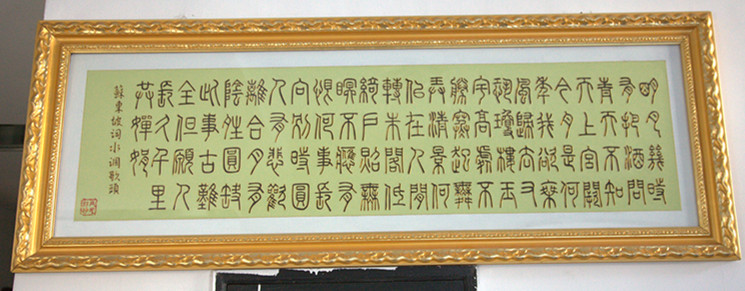 明月幾時
有把酒問
青天不知
天上宮闕
今夕是何
年我欲乘
風歸去又
恐瓊樓玉
宇高處不
勝寒起舞
弄清影何
似在人間
轉朱閣低
綺戶照無
眠不應有
恨何事長
向別時圓
人有悲歡
離合月有
陰晴圓缺
此事古難
全但願人
長久千里
共嬋娟
蘇東坡詞水調歌頭